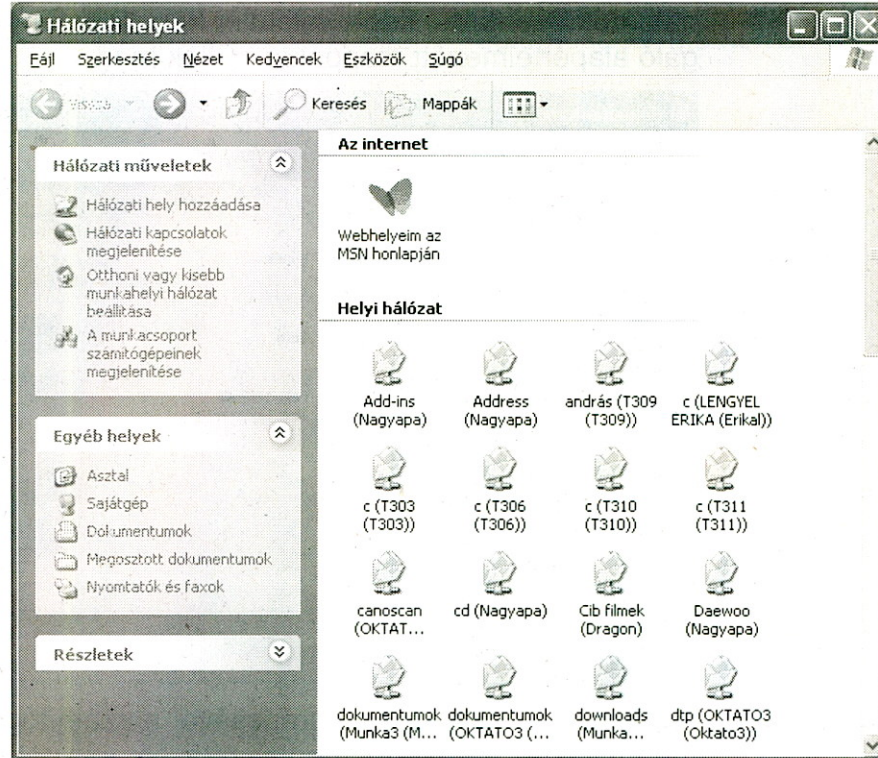 Hálózati helyek
Fájl Szerkesztés Nézet Kedvencek Eszközök Súgó
Vissza Keresés Mappák
Hálózati műveletek
Hálózati hely hozzáadása
Hálózati kapcsolatok
megjelenítése
Otthoni vagy kisebb
munkahelyi hálózat
beállítása
A munkacsoport
számítógépeinek
megjelenítése
Egyéb helyek
Asztal
Sajátgép
Dokumentumok
Megosztott dokumentumok
Nyomtatók és faxok
Részletek
Az internet
Webhelyeim az
MSN honlapján
Helyi hálózat
Add-ins
(Nagyapa)
Address
(Nagyapa)
andrás (T309
(T309))
c (LENGYEL
ERIKA (Erikal))
c (T303
(T303))
c (T306
(T306))
c (T310
(T310))
c (T311
(T311))
canoscan
(OKTAT...
cd (Nagyapa)
Cib filmek
(Dragon)
Daewoo
(Nagyapa)
dokumentumok
(Munka3 (M...
dokumentumok
(OKTATO3 (...
downloads
(Munka...
dtp (OKTATO3
(Oktato3))